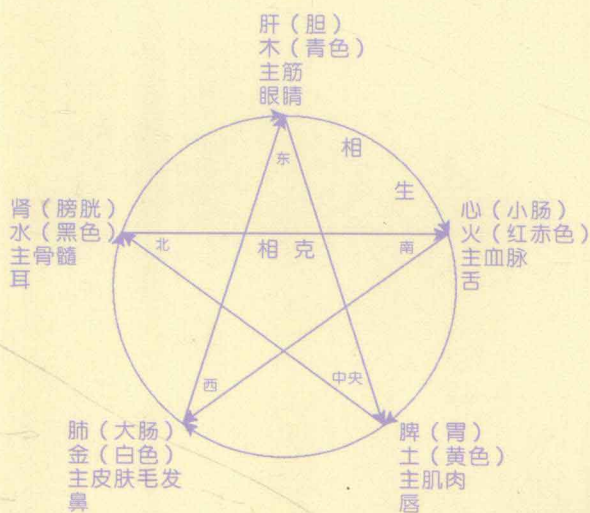 肝（胆）
木（青色）
主筋
眼睛
相
生
东
肾（膀胱）
水（黑色）
主骨髓
耳
北
相 克
南
心（小肠）
火（红赤色）
主血脉
舌
西
中央
肺（大肠）
金（白色）
主皮肤毛发
鼻
脾（胃）
土（黄色）
主肌肉
唇